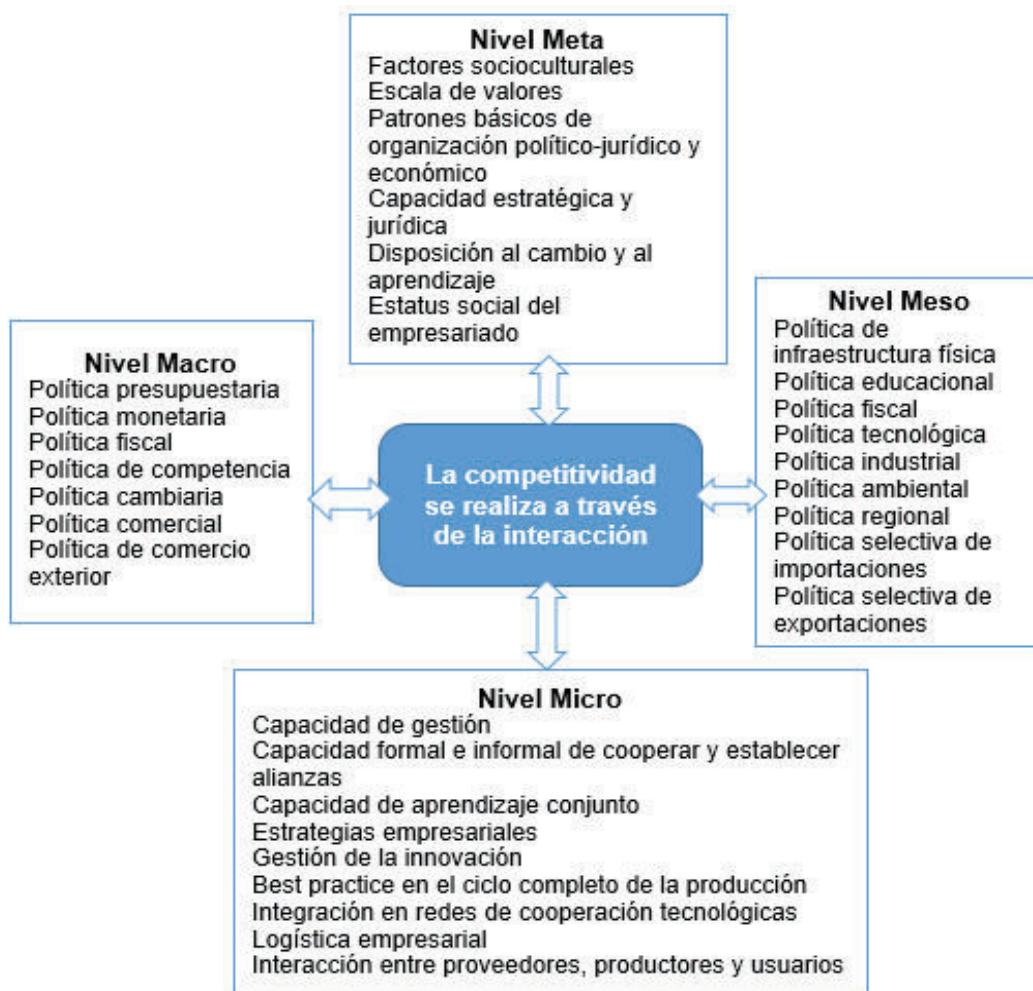 Nivel Meta
Factores socioculturales
Escala de valores
Patrones básicos de
organización político-jurídico y
económico
Capacidad estratégica y
jurídica
Disposición al cambio y al
aprendizaje
Estatus social del
empresariado
Nivel Macro
Política presupuestaria
Política monetaria
Política fiscal
Política de competencia
Política cambiaria
Política comercial
Política de comercio
exterior
La competitividad
se realiza a través
de la interacción
Nivel Meso
Política de
infraestructura física
Política educacional
Política fiscal
Política tecnológica
Política industrial
Política ambiental
Política regional
Política selectiva de
importaciones
Política selectiva de
exportaciones
Nivel Micro
Capacidad de gestión
Capacidad formal e informal de cooperar y establecer
alianzas
Capacidad de aprendizaje conjunto
Estrategias empresariales
Gestión de la innovación
Best practice en el ciclo completo de la producción
Integración en redes de cooperación tecnológicas
Logística empresarial
Interacción entre proveedores, productores y usuarios